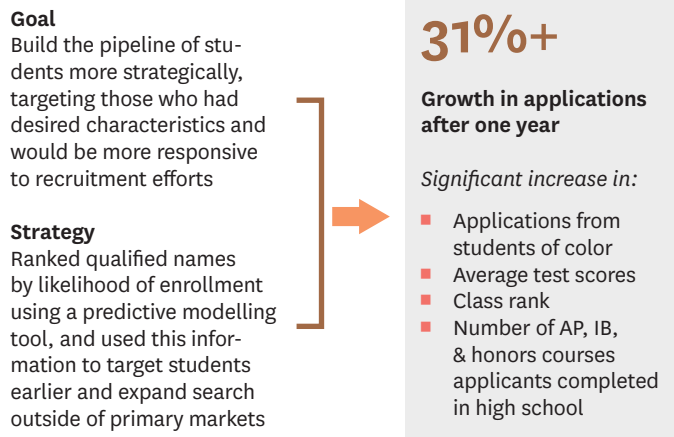 Goal
Build the pipeline of stu-
dents more strategically,
targeting those who had
desired characteristics and
would be more responsive
to recruitment efforts
Strategy
Ranked qualified names
by likelihood of enrollment
using a predictive modelling
tool, and used this infor-
mation to target students
earlier and expand search
outside of primary markets
31%+
Growth in applications
after one year
Significant increase in:
Applications from
students of color
Average test scores
Class rank
Number of AP, IB,
& honors courses
applicants completed
in high school